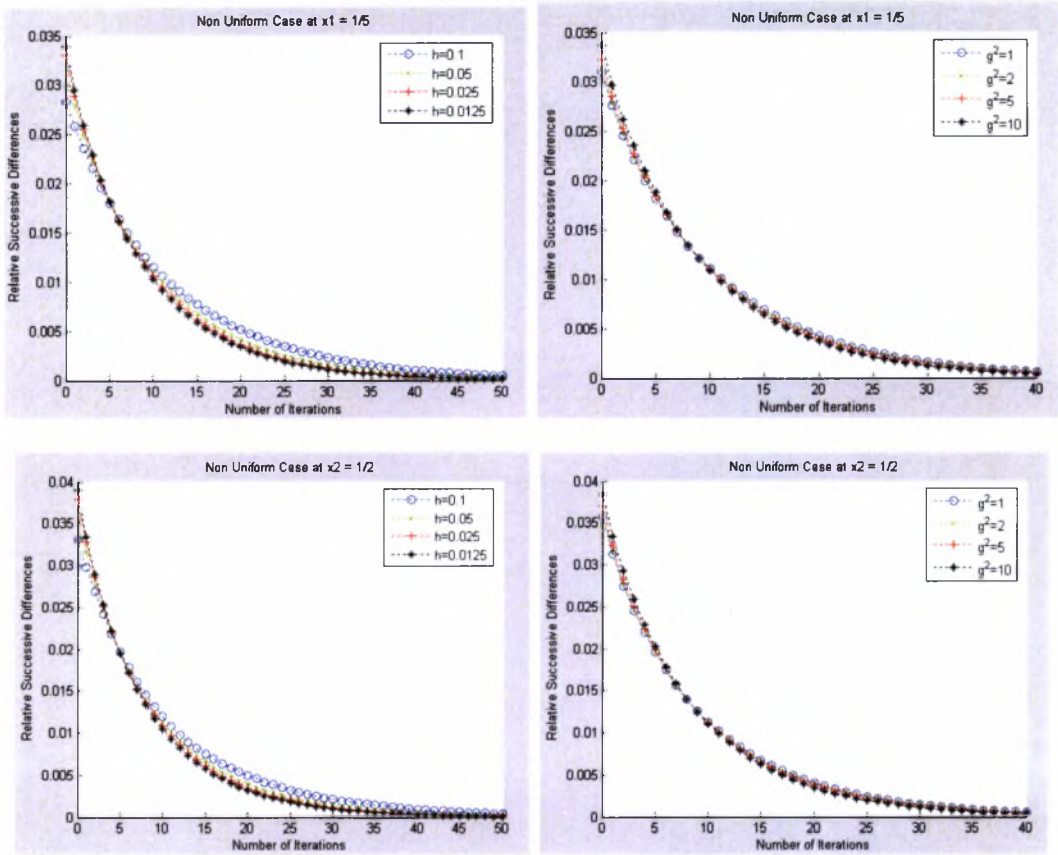 Non Uniform Case at x1 = 1/5
Relative Successive Differences
0.035
0.03
0.025
0.02
0.015
0.01
0.005
0
h=0.1
h=0.05
h=0.025
h=0.0125
0 5 10 15 20 25 30 35 40 45 50
Number of Iterations
Non Uniform Case at x1 = 1/5
Relative Successive Differences
0.035
0.03
0.025
0.02
0.015
0.01
0.005
0
g²=1
g²=2
g²=5
g²=10
0 5 10 15 20 25 30 35 40
Number of Iterations
Non Uniform Case at x2 = 1/2
Relative Successive Differences
0.04
0.035
0.03
0.025
0.02
0.015
0.01
0.005
0
h=0.1
h=0.05
h=0.025
h=0.0125
0 5 10 15 20 25 30 35 40 45 50
Number of Iterations
Non Uniform Case at x2 = 1/2
Relative Successive Differences
0.04
0.035
0.03
0.025
0.02
0.015
0.01
0.005
0
g²=1
g²=2
g²=5
g²=10
0 5 10 15 20 25 30 35 40
Number of Iterations